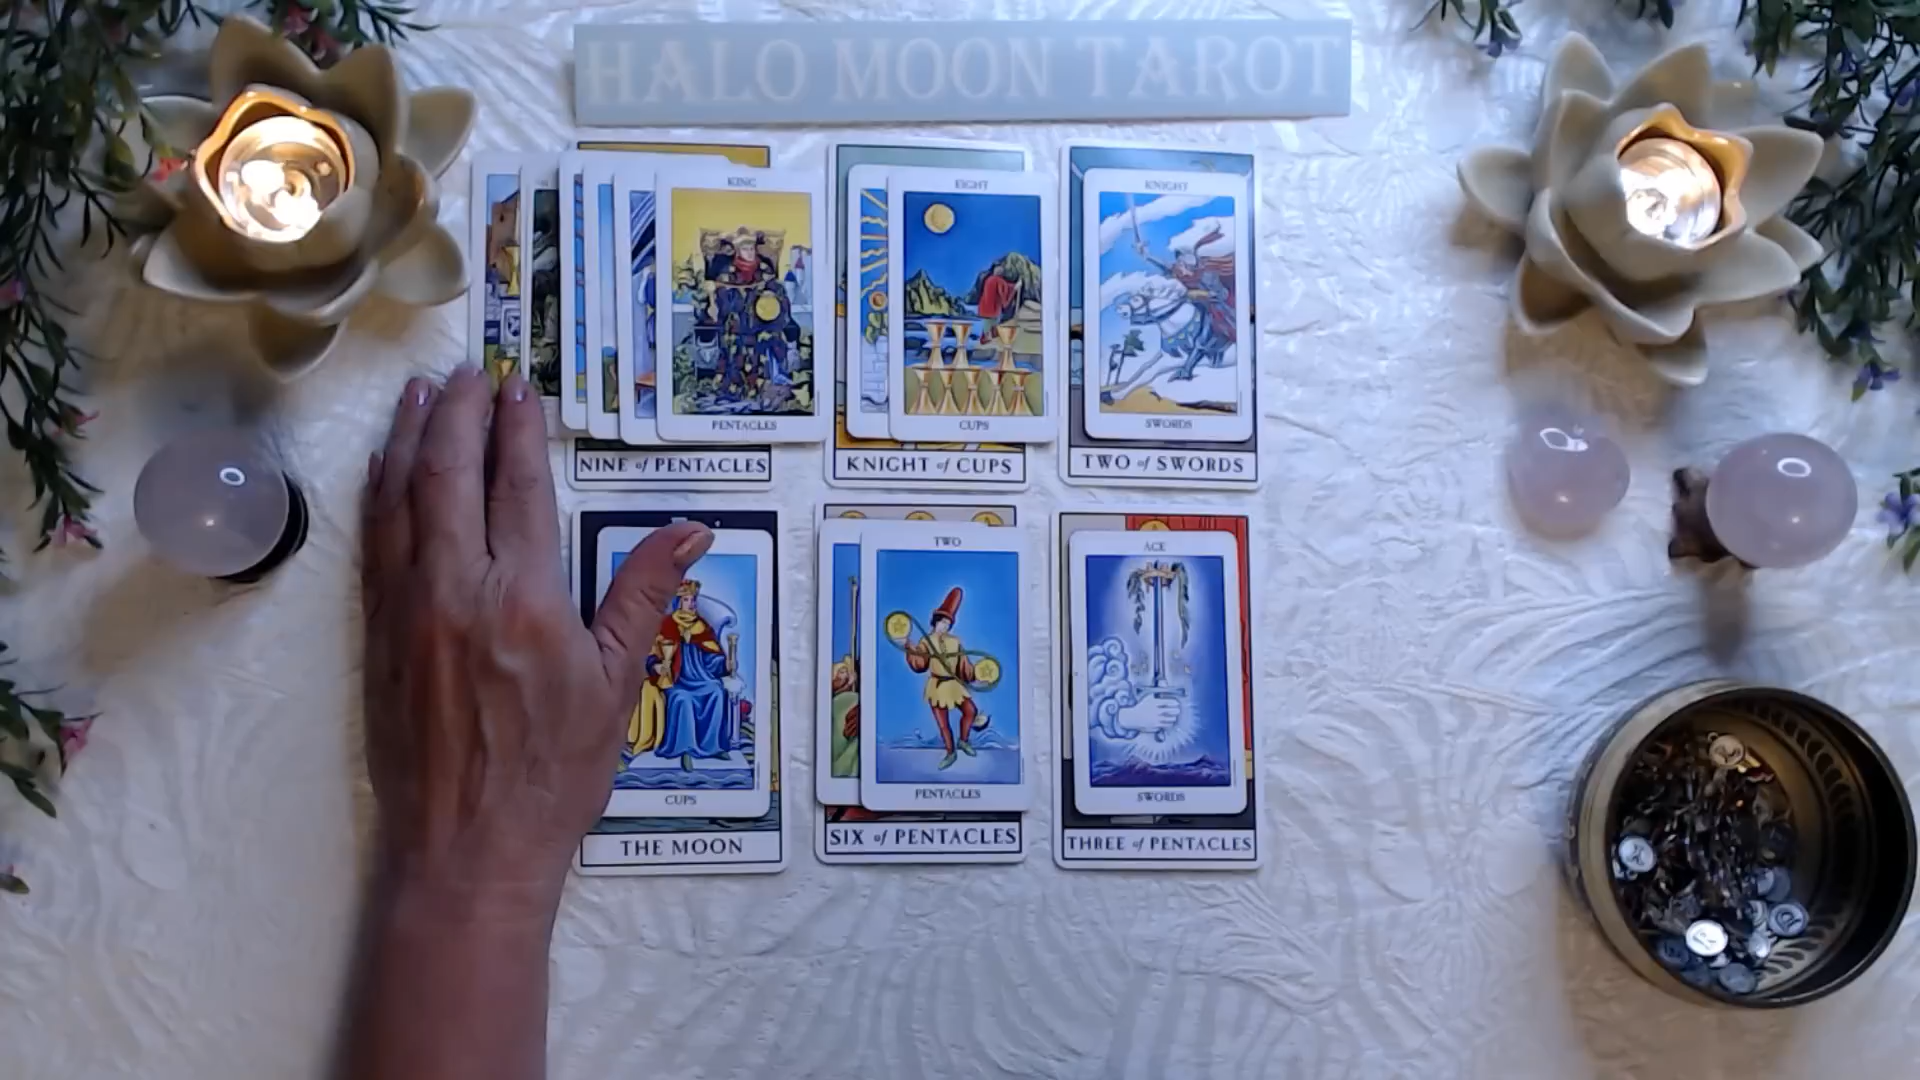 HALO MOON TAROT
KING
PENTACLES
NINE of PENTACLES
EIGHT
CUPS
KNIGHT of CUPS
KNIGHT
SWORDS
TWO of SWORDS
CUPS
THE MOON
TWO
PENTACLES
SIX of PENTACLES
ACE
SWORDS
THREE of PENTACLES